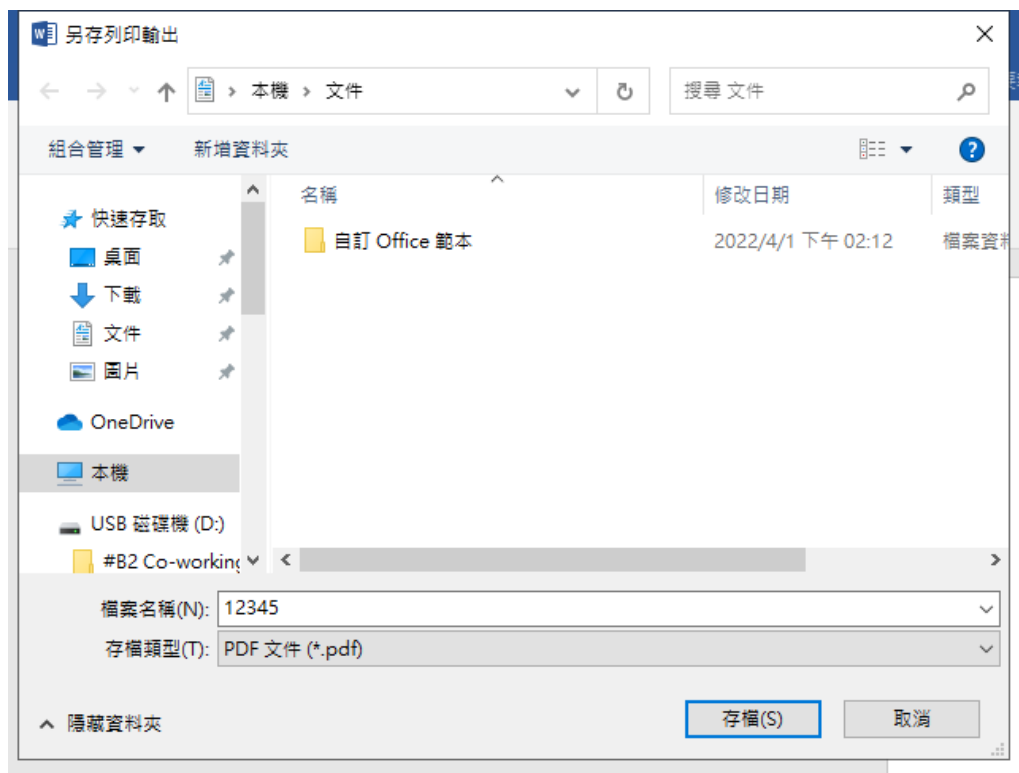 另存列印輸出
本機 › 文件
搜尋 文件
組合管理
新增資料夾
名稱 修改日期 類型
自訂 Office 範本 2022/4/1 下午 02:12
快速存取
桌面
下載
文件
圖片
OneDrive
本機
USB 磁碟機 (D:)
#B2 Co-working
檔案名稱(N): 12345
存檔類型(T): PDF 文件 (*.pdf)
隱藏資料夾
存檔(S)
取消